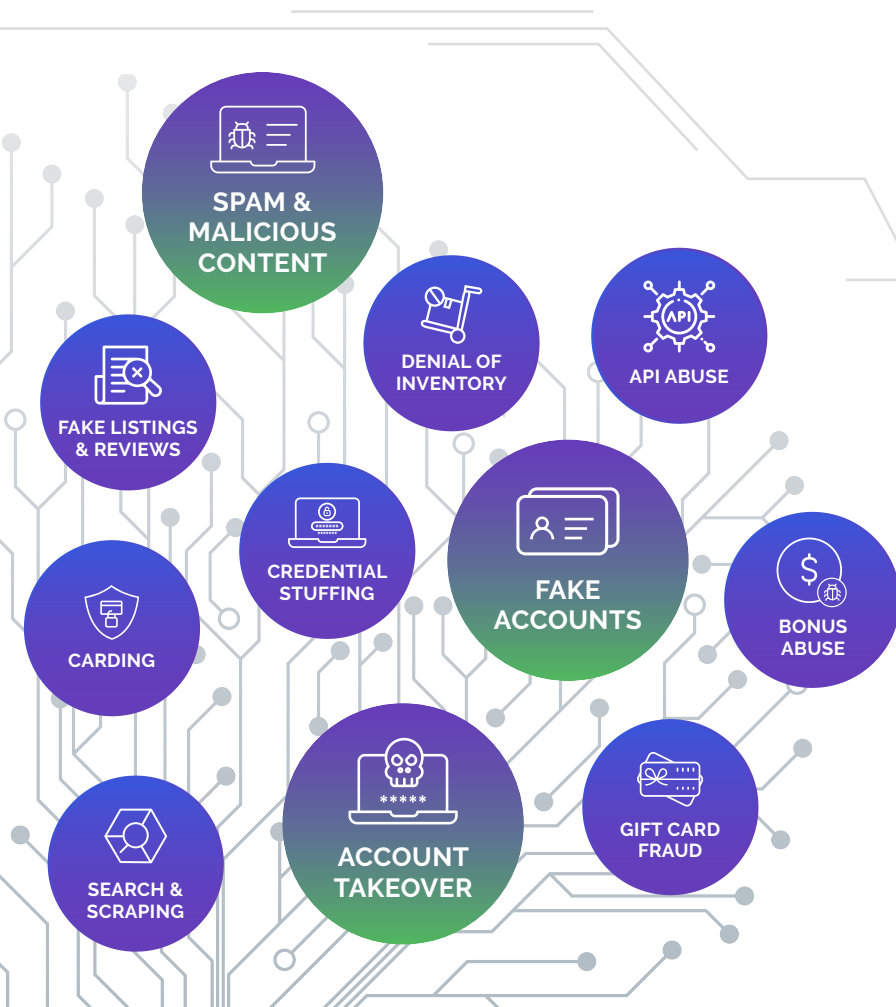 SPAM &
MALICIOUS
CONTENT
DENIAL OF
INVENTORY
API
API ABUSE
FAKE LISTINGS
& REVIEWS
CREDENTIAL
STUFFING
FAKE
ACCOUNTS
$
BONUS
ABUSE
CARDING
*****
ACCOUNT
TAKEOVER
GIFT CARD
FRAUD
SEARCH &
SCRAPING